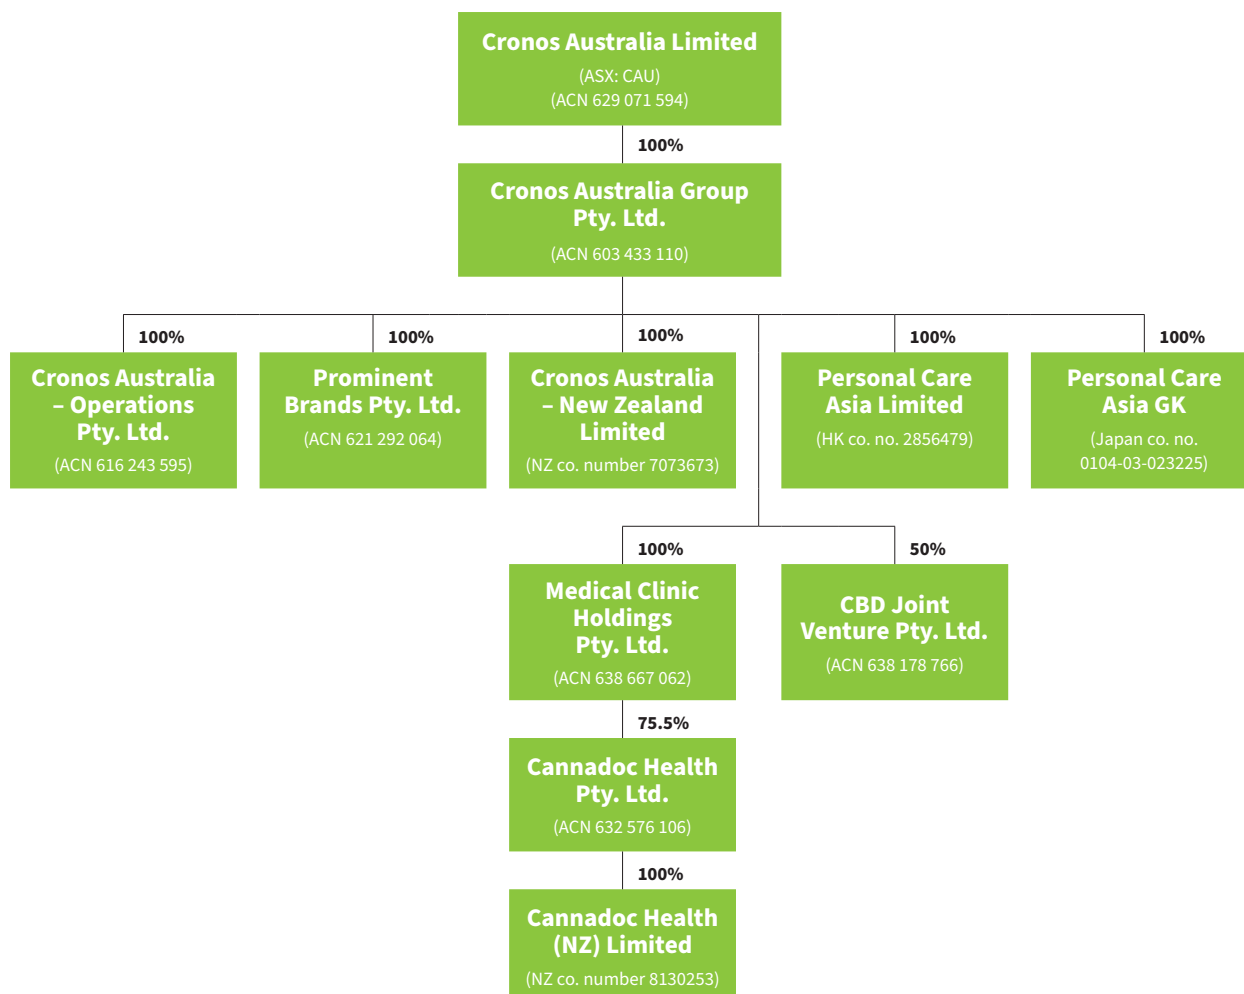 Cronos Australia Limited
(ASX: CAU)
(ACN 629 071 594)
100%
Cronos Australia Group
Pty. Ltd.
(ACN 603 433 110)
100%
Cronos Australia
– Operations
Pty. Ltd.
(ACN 616 243 595)
100%
Prominent
Brands Pty. Ltd.
(ACN 621 292 064)
100%
Cronos Australia
– New Zealand
Limited
(NZ co. number 7073673)
100%
Personal Care
Asia Limited
(HK co. no. 2856479)
100%
Personal Care
Asia GK
(Japan co. no.
0104-03-023225)
100%
Medical Clinic
Holdings
Pty. Ltd.
(ACN 638 667 062)
50%
CBD Joint
Venture Pty. Ltd.
(ACN 638 178 766)
75.5%
Cannadoc Health
Pty. Ltd.
(ACN 632 576 106)
100%
Cannadoc Health
(NZ) Limited
(NZ co. number 8130253)